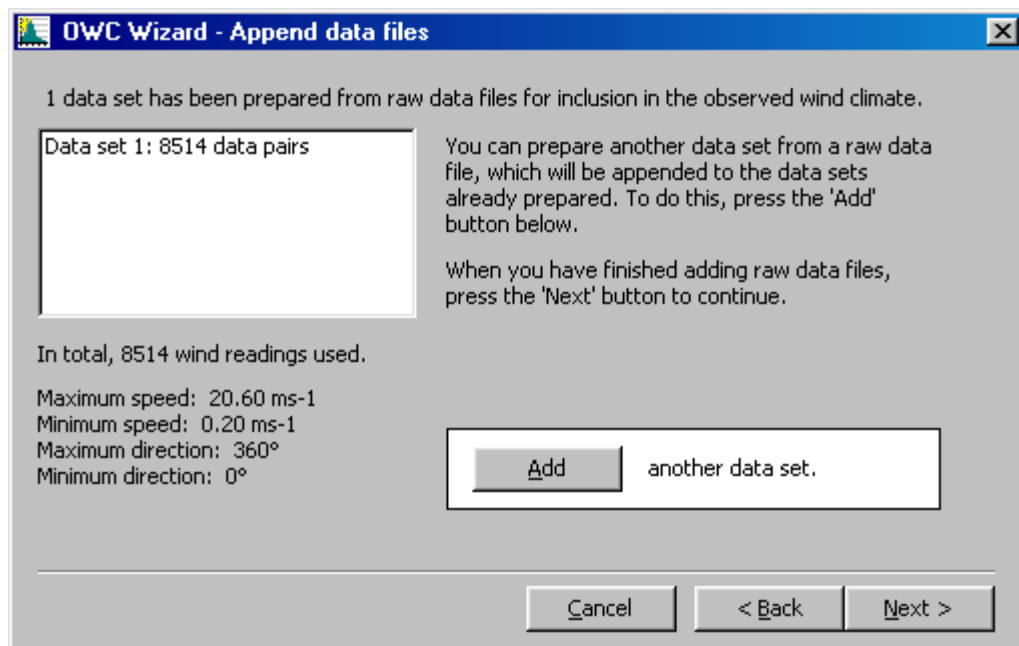 OWC Wizard - Append data files
1 data set has been prepared from raw data files for inclusion in the observed wind climate.
Data set 1: 8514 data pairs
You can prepare another data set from a raw data
file, which will be appended to the data sets
already prepared. To do this, press the 'Add'
button below.
When you have finished adding raw data files,
press the 'Next' button to continue.
In total, 8514 wind readings used.
Maximum speed: 20.60 ms-1
Minimum speed: 0.20 ms-1
Maximum direction: 360°
Minimum direction: 0°
Add another data set.
Cancel < Back Next >